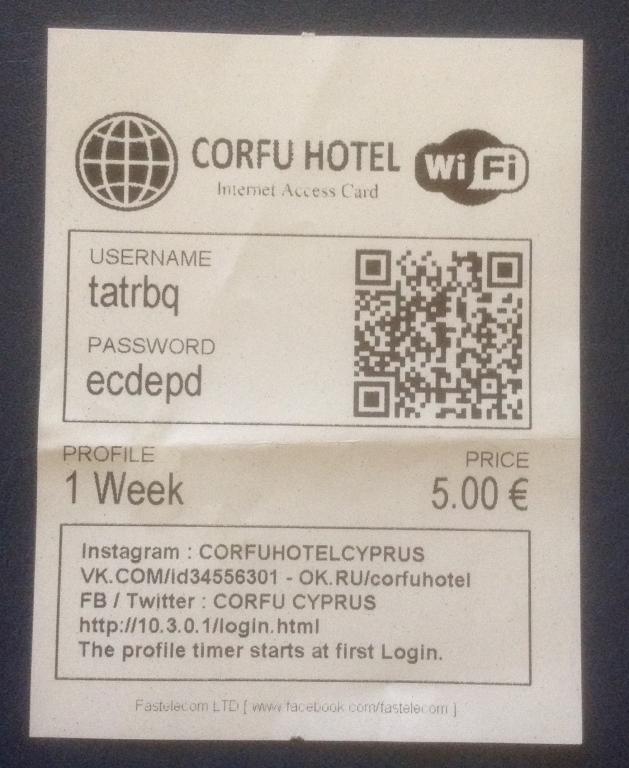 CORFU HOTEL
Internet Access Card
WiFi
USERNAME
tatrbq
PASSWORD
ecdepd
PROFILE
1 Week
PRICE
5.00 €
Instagram : CORFUHOTELCYPRUS
VK.COM/id34556301 - OK.RU/corfuhotel
FB / Twitter : CORFU CYPRUS
http://10.3.0.1/login.html
The profile timer starts at first Login.
Fastelecom LTD [ www.facebook.com/fastelecom ]